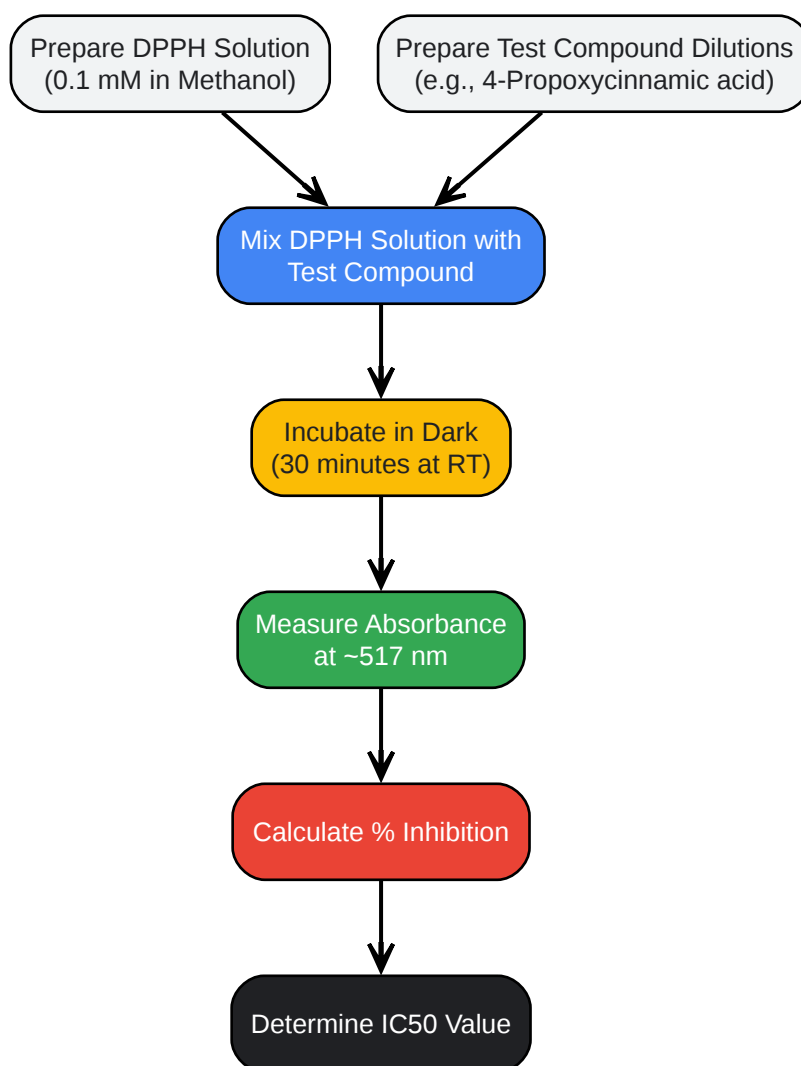 Prepare DPPH Solution
(0.1 mM in Methanol)
Prepare Test Compound Dilutions
(e.g., 4-Propoxycinnamic acid)
Mix DPPH Solution with
Test Compound
Incubate in Dark
(30 minutes at RT)
Measure Absorbance
at ~517 nm
Calculate % Inhibition
Determine IC50 Value